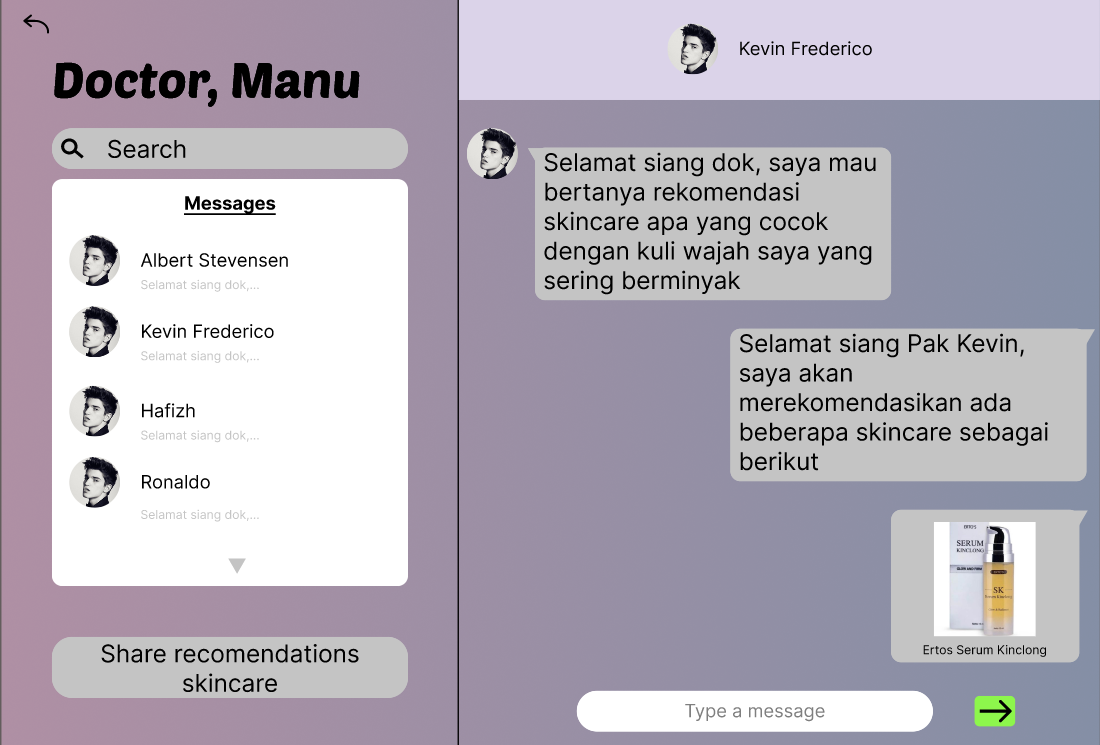 Doctor, Manu
Search
Messages
Albert Stevensen
Selamat siang dok,...
Kevin Frederico
Selamat siang dok,...
Hafizh
Selamat siang dok,...
Ronaldo
Selamat siang dok,...
Share recomendations
skincare
Kevin Frederico
Selamat siang dok, saya mau
bertanya rekomendasi
skincare apa yang cocok
dengan kuli wajah saya yang
sering berminyak
Selamat siang Pak Kevin,
saya akan
merekomendasikan ada
beberapa skincare sebagai
berikut
SERUM
KINCLONG
SK
Ertos Serum Kinclong
Type a message